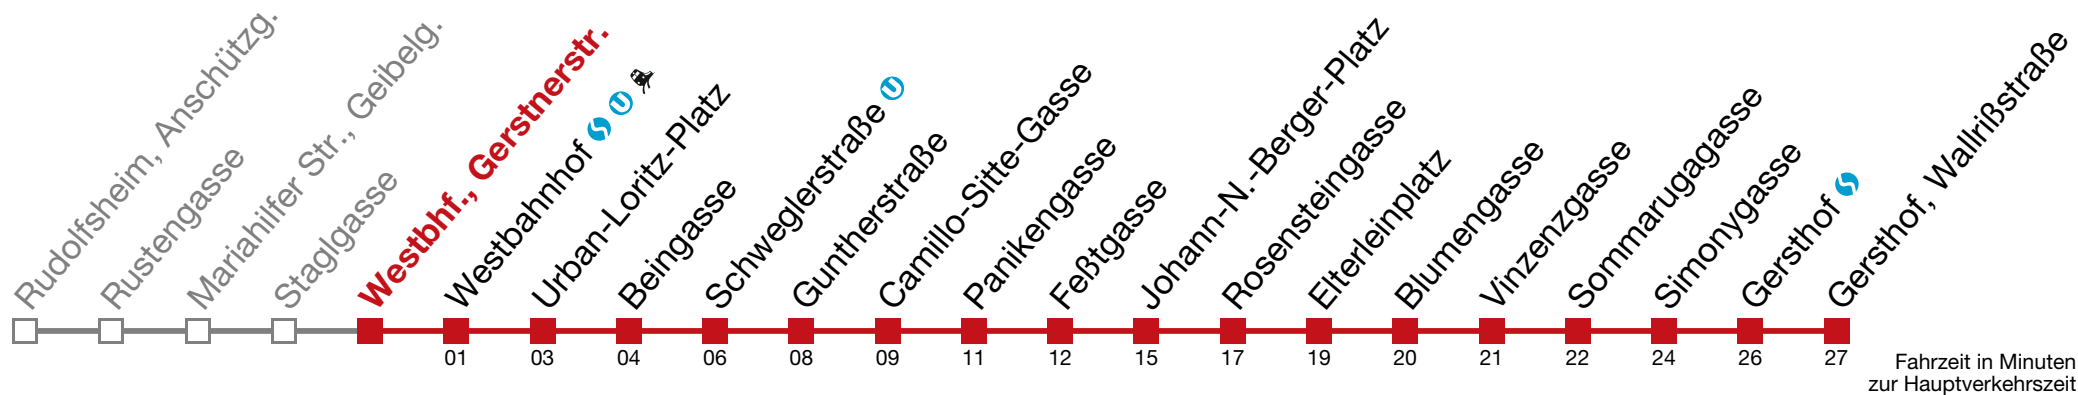 Rudolfsheim, Anschützg.
Rustengasse
Mariahilfer Str., Geibelg.
Staglgasse
Westbhf., Gerstnerstr.
Westbahnhof
Urban-Loritz-Platz
Beingasse
Schweglerstraße
Guntherstraße
Camillo-Sitte-Gasse
Panikengasse
Feßtgasse
Johann-N.-Berger-Platz
Rosensteingasse
Elterleinplatz
Blumengasse
Vinzenzgasse
Sommarugagasse
Simonygasse
Gersthof
Gersthof, Wallrißstraße
01 03 04 06 08 09 11 12 15 17 19 20 21 22 24 26 27
Fahrzeit in Minuten
zur Hauptverkehrszeit